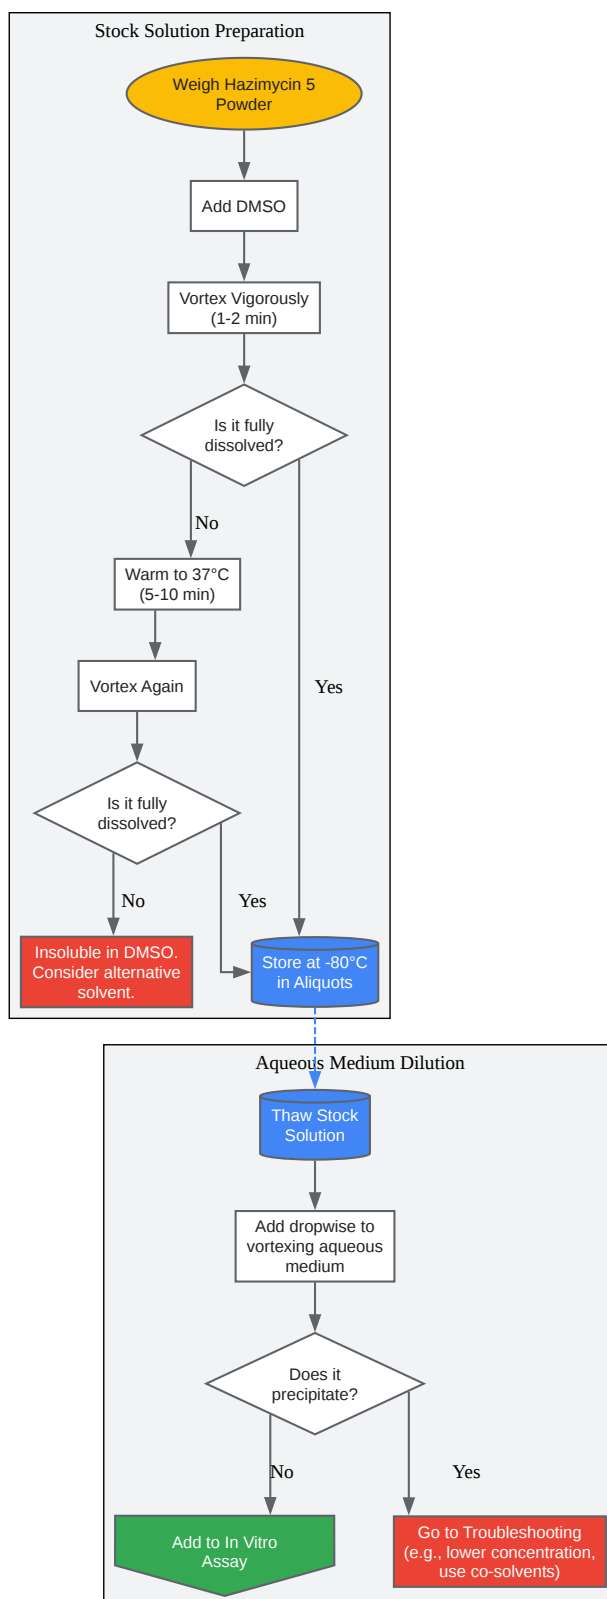 Stock Solution Preparation
Weigh Hazimycin 5
Powder
Add DMSO
Vortex Vigorously
(1-2 min)
Is it fully
dissolved?
No
Warm to 37°C
(5-10 min)
Yes
Vortex Again
Is it fully
dissolved?
No
Yes
Insoluble in DMSO.
Consider alternative
solvent.
Store at -80°C
in Aliquots
Aqueous Medium Dilution
Thaw Stock
Solution
Add dropwise to
vortexing aqueous
medium
Does it
precipitate?
No
Yes
Add to In Vitro
Assay
Go to Troubleshooting
(e.g., lower concentration,
use co-solvents)